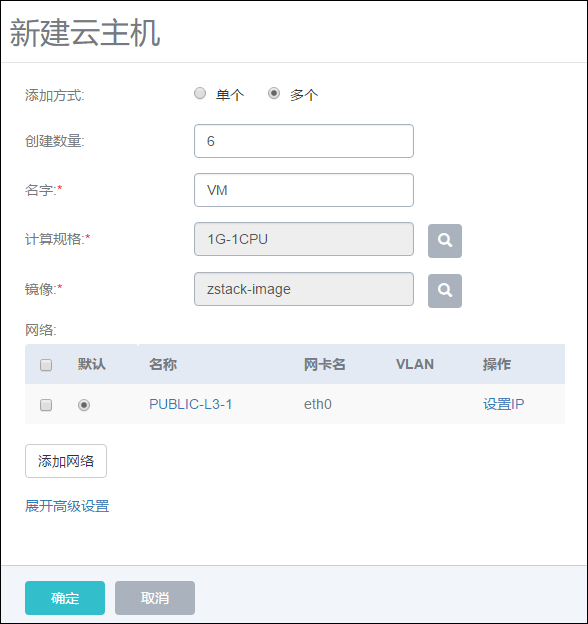 新建云主机
添加方式: 单个 多个
创建数量: 6
名字:* VM
计算规格:* 1G-1CPU
镜像:* zstack-image
网络:
默认 名称 网卡名 VLAN 操作
PUBLIC-L3-1 eth0 设置IP
添加网络
展开高级设置
确定 取消